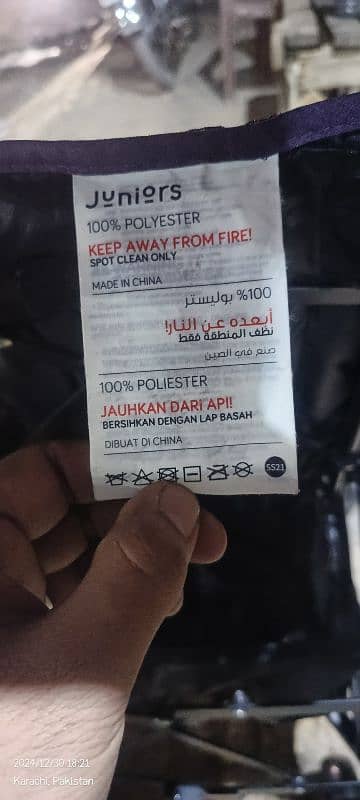 Juniors
100% POLYESTER
KEEP AWAY FROM FIRE!
SPOT CLEAN ONLY
MADE IN CHINA
100% بوليستر
أبعده عن النار!
نظف المنطقة فقط
صنع في الصين
100% POLIESTER
JAUHKAN DARI API!
BERSIHKAN DENGAN LAP BASAH
DIBUAT DI CHINA
5521
2024/12/30 18:21
Karachi, Pakistan